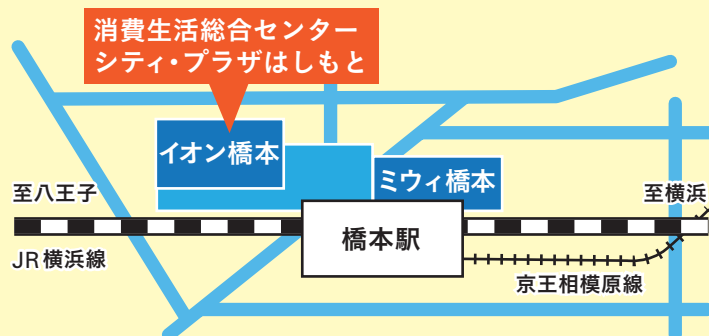 消費生活総合センター
シティ・プラザはしもと
イオン橋本
ミウィ橋本
至八王子
至横浜
橋本駅
JR横浜線
京王相模原線